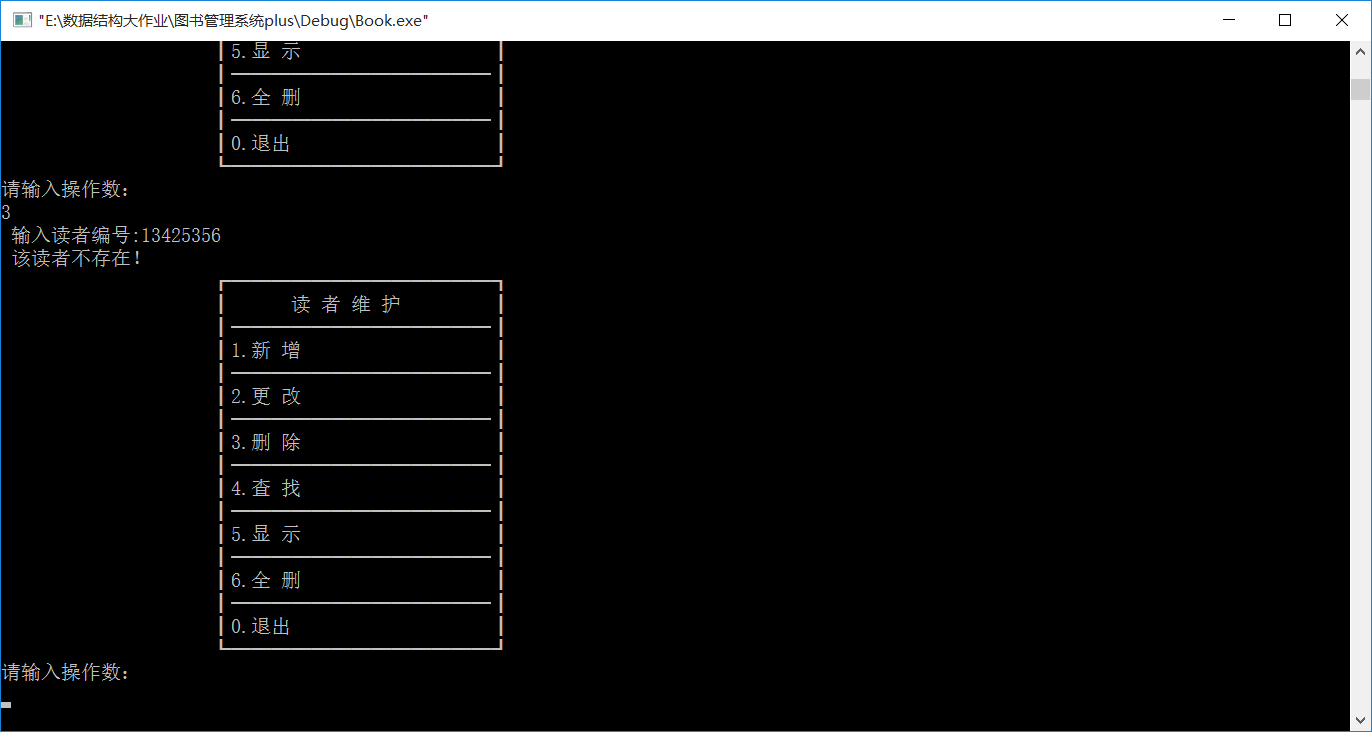 "E:\数据结构大作业\图书管理系统plus\Debug\Book.exe"
5.显 示
6.全 删
0.退出
请输入操作数：
3
输入读者编号:13425356
该读者不存在！
读 者 维 护
1.新 增
2.更 改
3.删 除
4.查 找
5.显 示
6.全 删
0.退出
请输入操作数：